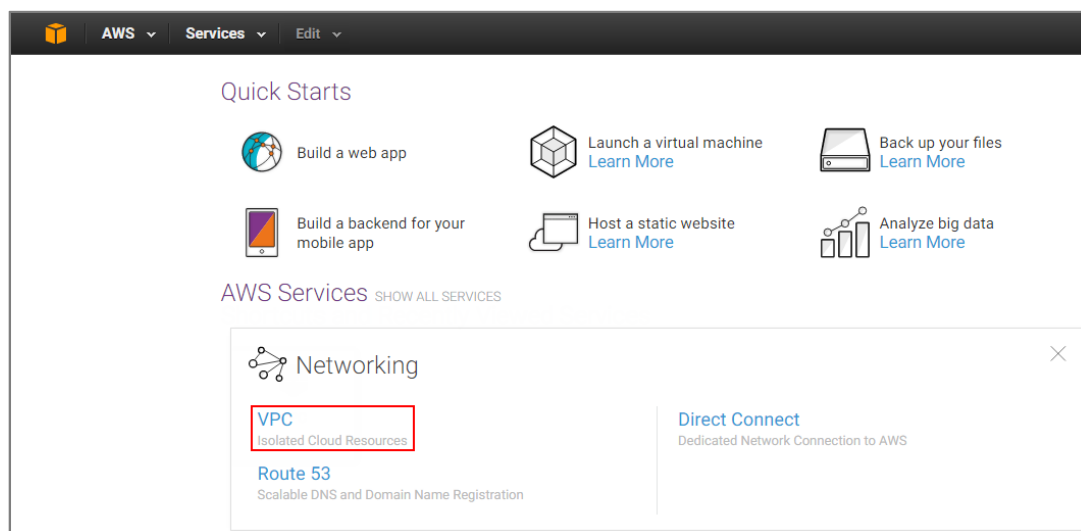 AWS Services Edit
Quick Starts
Build a web app
Launch a virtual machine
Learn More
Back up your files
Learn More
Build a backend for your
mobile app
Host a static website
Learn More
Analyze big data
Learn More
AWS Services SHOW ALL SERVICES
Networking
VPC
Isolated Cloud Resources
Direct Connect
Dedicated Network Connection to AWS
Route 53
Scalable DNS and Domain Name Registration